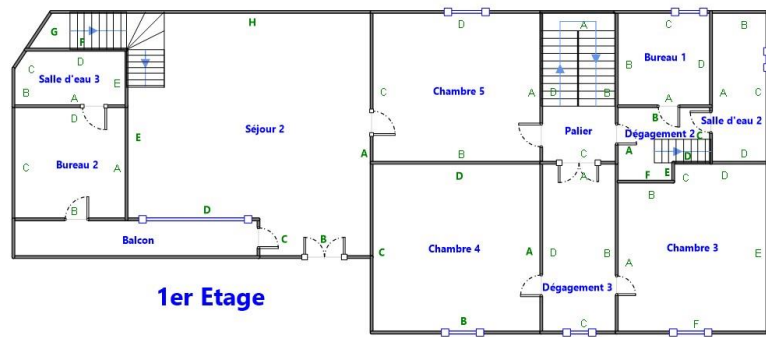 H
D
A
C
B
G
F
D
C
E
Salle d'eau 3
B
A
D
C
Bureau 2
A
B
E
Séjour 2
A
D
Balcon
C
B
C
Chambre 5
A
B
D
B
Palier
C
B
Bureau 1
D
A
B
A
C
Salle d'eau 2
D
B
C
Dégagement 2
A
D
E
F
D
C
Chambre 4
A
B
A
D
B
Dégagement 3
C
C
D
B
A
Chambre 3
E
F
1er Etage